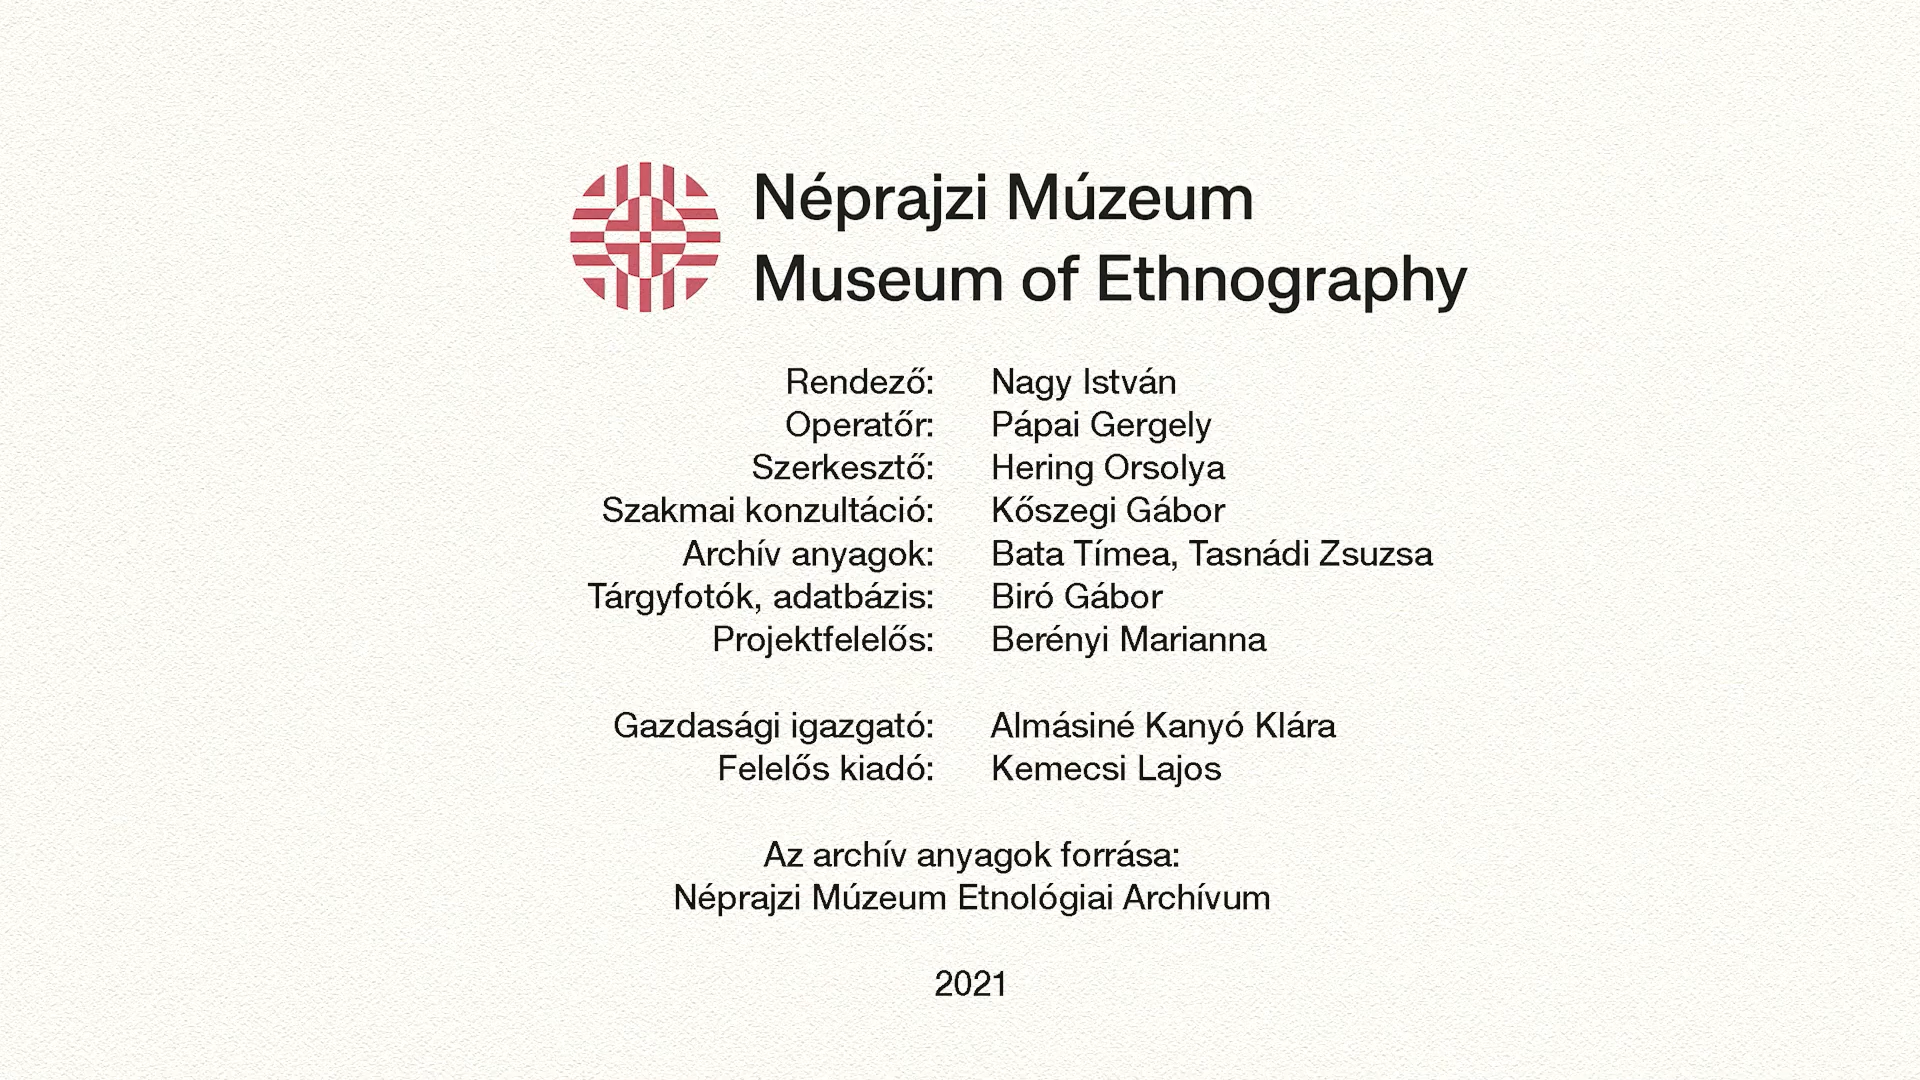 Néprajzi Múzeum
Museum of Ethnography
Rendező: Nagy István
Operatőr: Pápai Gergely
Szerkesztő: Hering Orsolya
Szakmai konzultáció: Kőszegi Gábor
Archív anyagok: Bata Tímea, Tasnádi Zsuzsa
Tárgyfotók, adatbázis: Biró Gábor
Projektfelelős: Berényi Marianna
Gazdasági igazgató: Almásiné Kanyó Klára
Felelős kiadó: Kemecsi Lajos
Az archív anyagok forrása:
Néprajzi Múzeum Etnológiai Archívum
2021